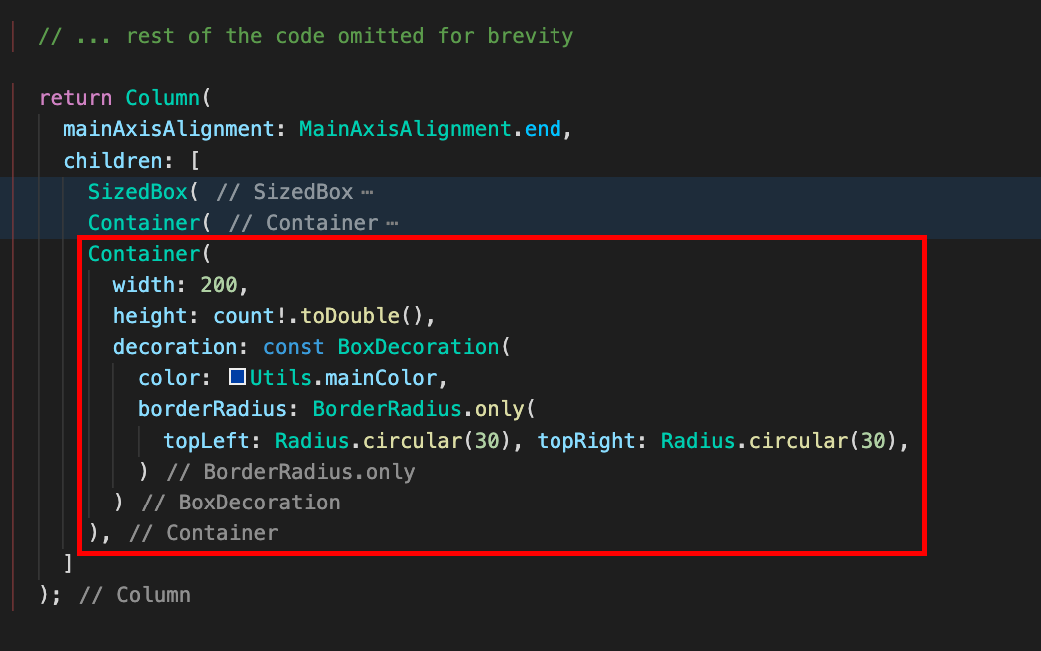 // ... rest of the code omitted for brevity
return Column(
mainAxisAlignment: MainAxisAlignment.end,
children: [
SizedBox( // SizedBox ⋯
Container( // Container ⋯
Container(
width: 200,
height: count!.toDouble(),
decoration: const BoxDecoration(
color: Utils.mainColor,
borderRadius: BorderRadius.only(
topLeft: Radius.circular(30), topRight: Radius.circular(30),
) // BorderRadius.only
) // BoxDecoration
), // Container
]
); // Column